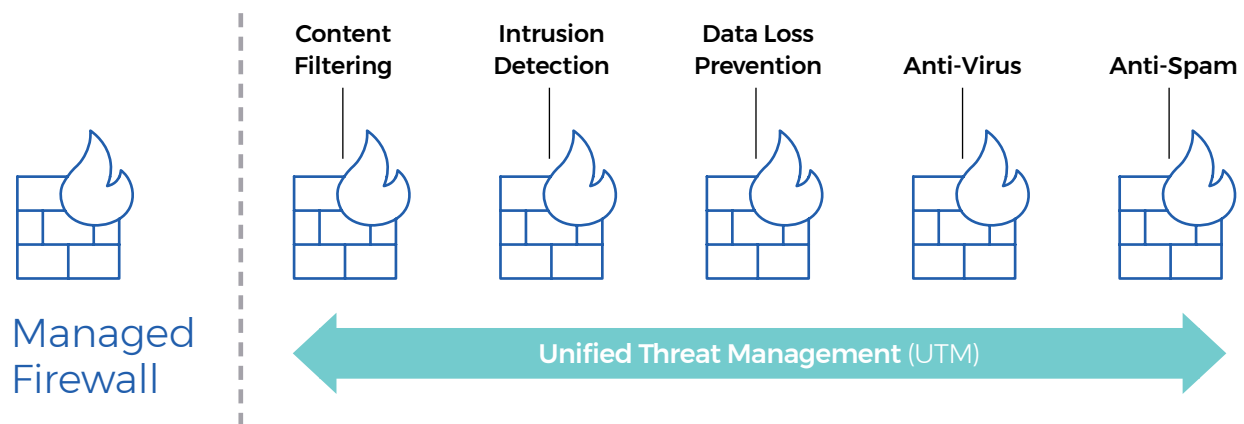 Content
Filtering
Intrusion
Detection
Data Loss
Prevention
Anti-Virus
Anti-Spam
Managed
Firewall
Unified Threat Management (UTM)